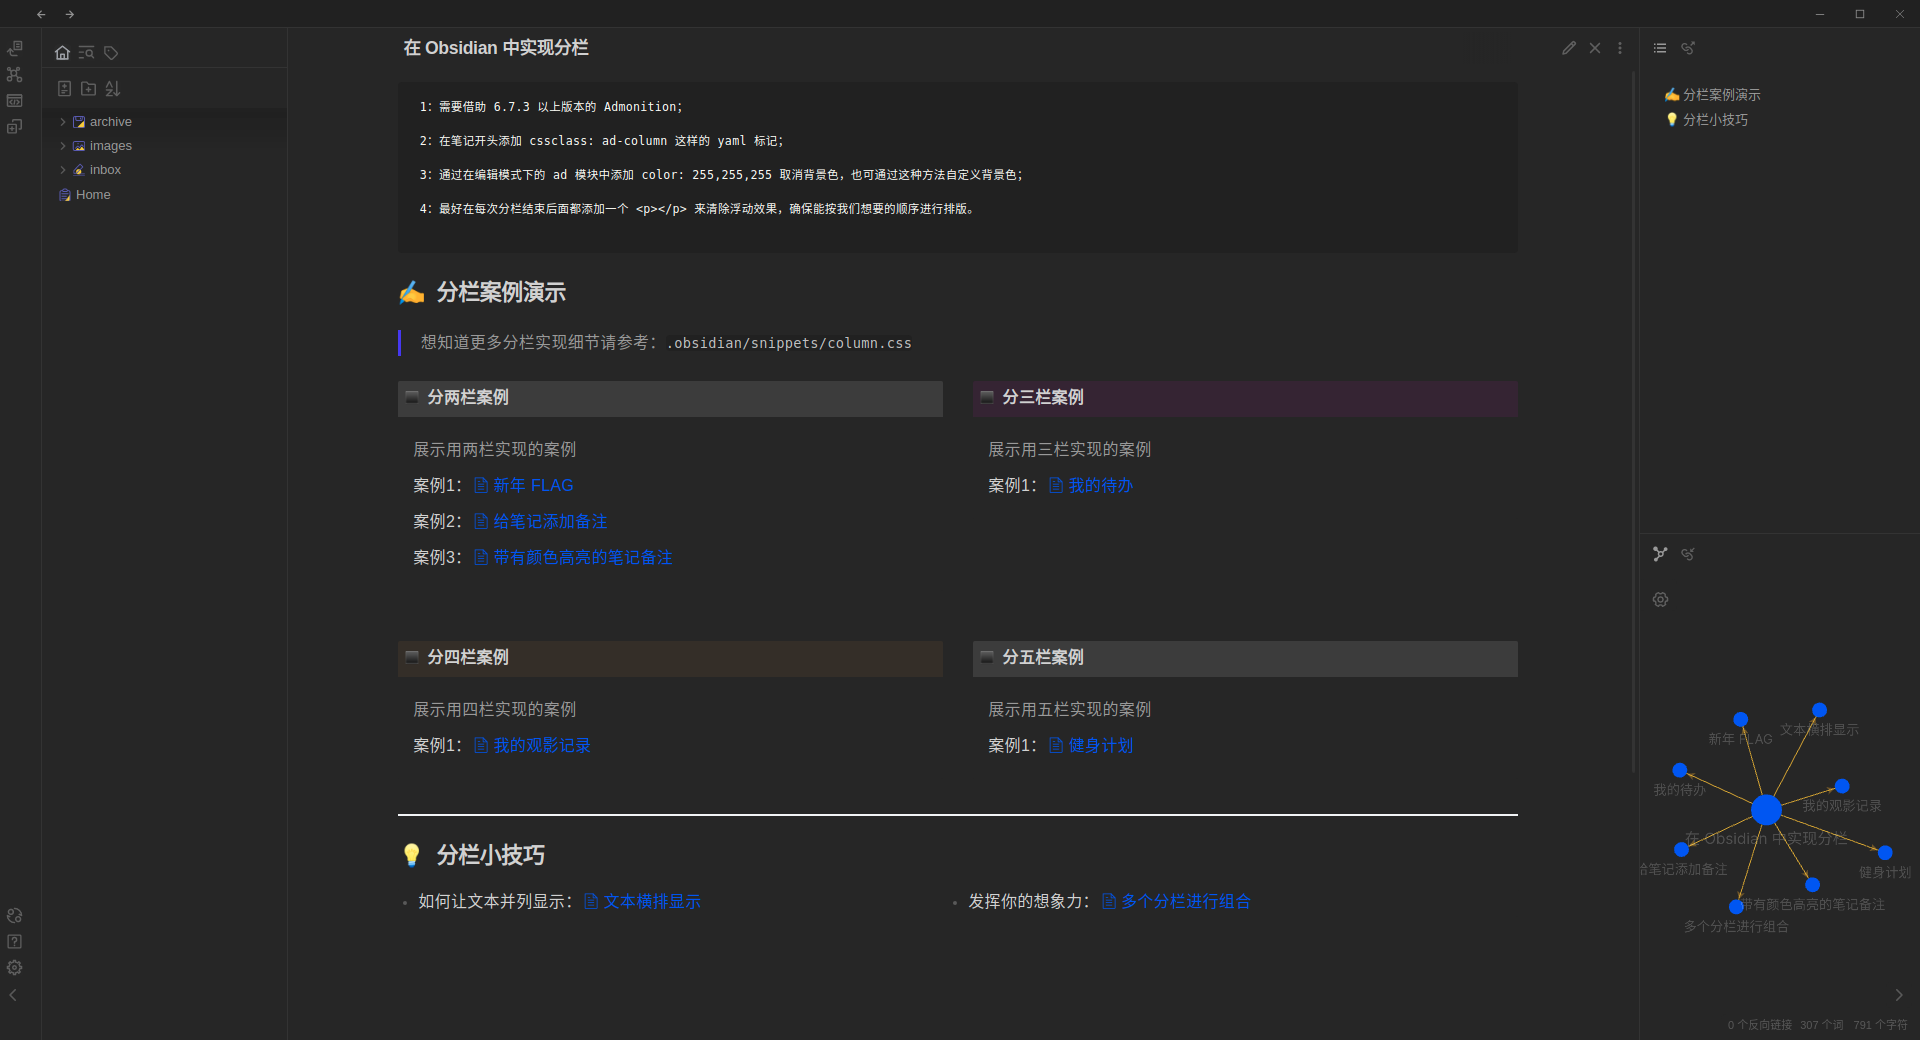 archive
images
inbox
Home
在 Obsidian 中实现分栏
1：需要借助 6.7.3 以上版本的 Admonition；
2：在笔记开头添加 cssclass: ad-column 这样的 yaml 标记；
3：通过在编辑模式下的 ad 模块中添加 color: 255,255,255 取消背景色，也可通过这种方法自定义背景色；
4：最好在每次分栏结束后面都添加一个 <p></p> 来清除浮动效果，确保能按我们想要的顺序进行排版。
✍ 分栏案例演示
想知道更多分栏实现细节请参考：.obsidian/snippets/column.css
分两栏案例
展示用两栏实现的案例
案例1：新年 FLAG
案例2：给笔记添加备注
案例3：带有颜色高亮的笔记备注
分三栏案例
展示用三栏实现的案例
案例1：我的待办
分四栏案例
展示用四栏实现的案例
案例1：我的观影记录
分五栏案例
展示用五栏实现的案例
案例1：健身计划
💡 分栏小技巧
• 如何让文本并列显示：文本横排显示
• 发挥你的想象力：多个分栏进行组合
✍ 分栏案例演示
💡 分栏小技巧
文本横排显示
新年 FLAG
我的待办
我的观影记录
在 Obsidian 中实现分栏
给笔记添加备注
健身计划
带有颜色高亮的笔记备注
多个分栏进行组合
0 个反向链接 307 个词 791 个字符